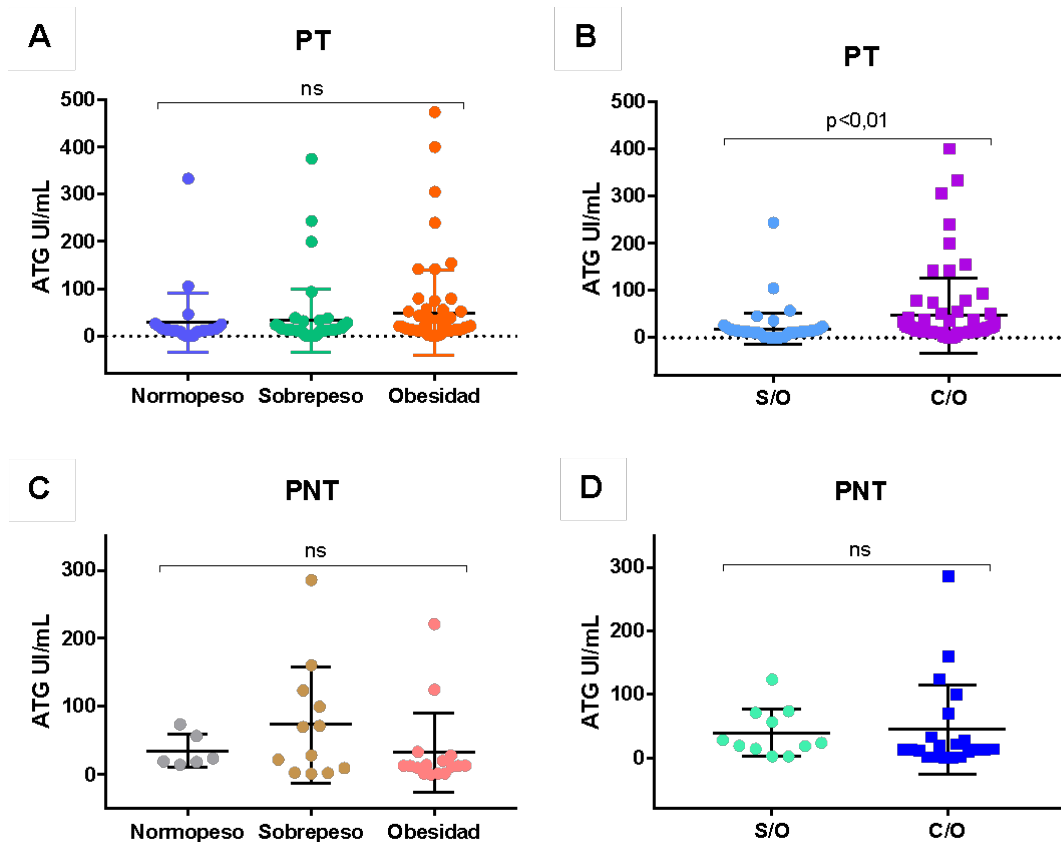 A
PT
ns
ATG UI/mL
500
400
300
200
100
0
Normopeso Sobrepeso Obesidad
B
PT
p<0,01
ATG UI/mL
500
400
300
200
100
0
S/O C/O
C
PNT
ns
ATG UI/mL
300
200
100
0
Normopeso Sobrepeso Obesidad
D
PNT
ns
ATG UI/mL
300
200
100
0
S/O C/O